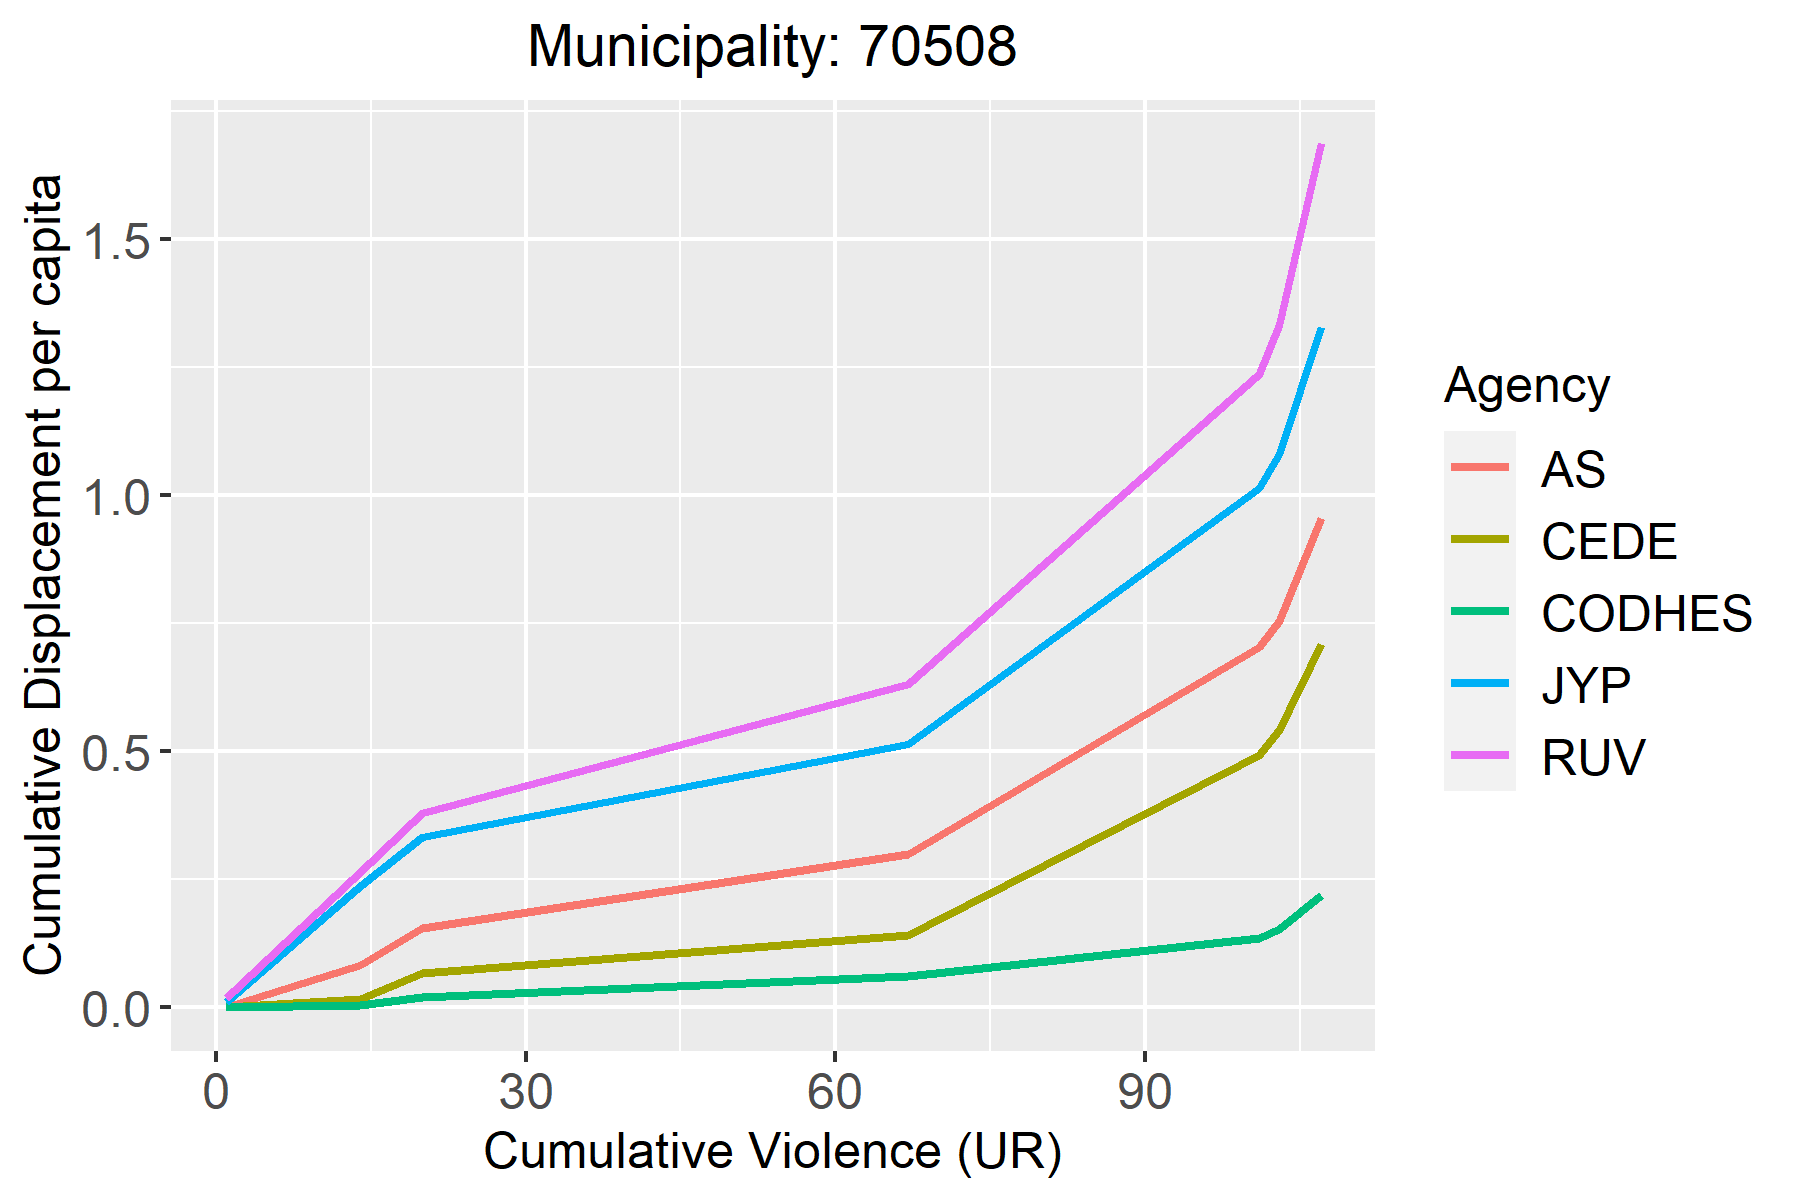 Municipality: 70508
Cumulative Displacement per capita
1.5
1.0
0.5
0.0
0
30
60
90
Cumulative Violence (UR)
Agency
AS
CEDE
CODHES
JYP
RUV